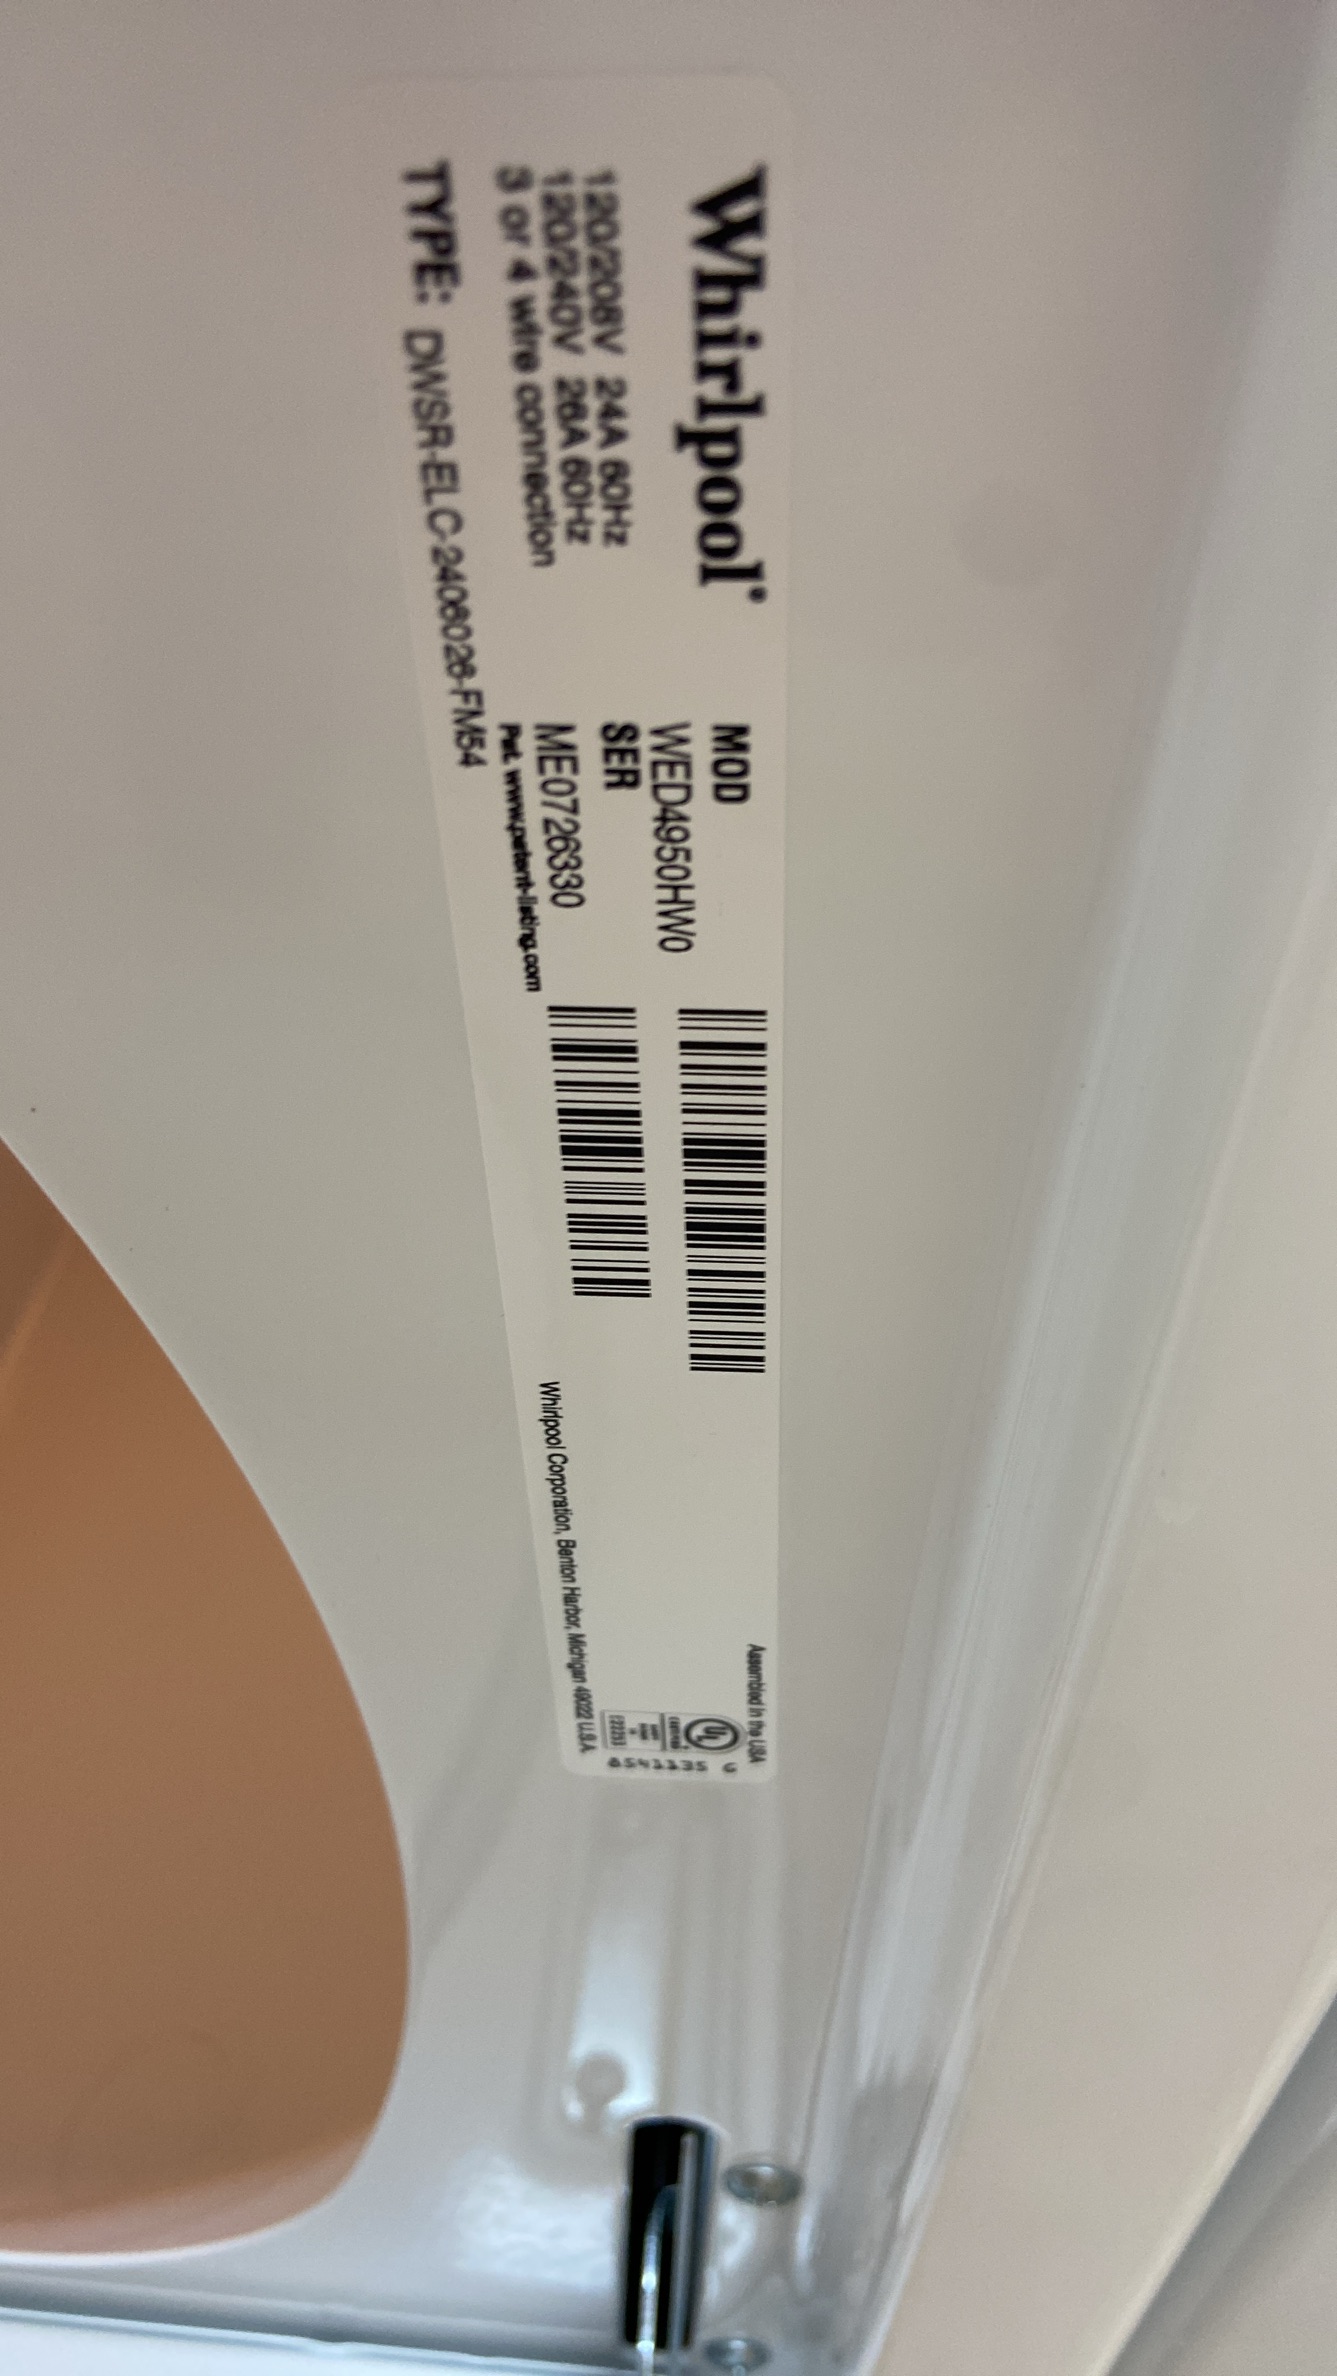 Whirlpool®
120/208V 24A 60Hz
120/240V 26A 60Hz
3 or 4 wire connection
TYPE: DWSR-ELC-2406026-FM54
MOD
WED4950HW0
SER
ME0726330
Pat. www.patent-listing.com
Whirlpool Corporation, Benton Harbor, Michigan 49022 U.S.A.
Assembled in the USA
UL
8541135 G